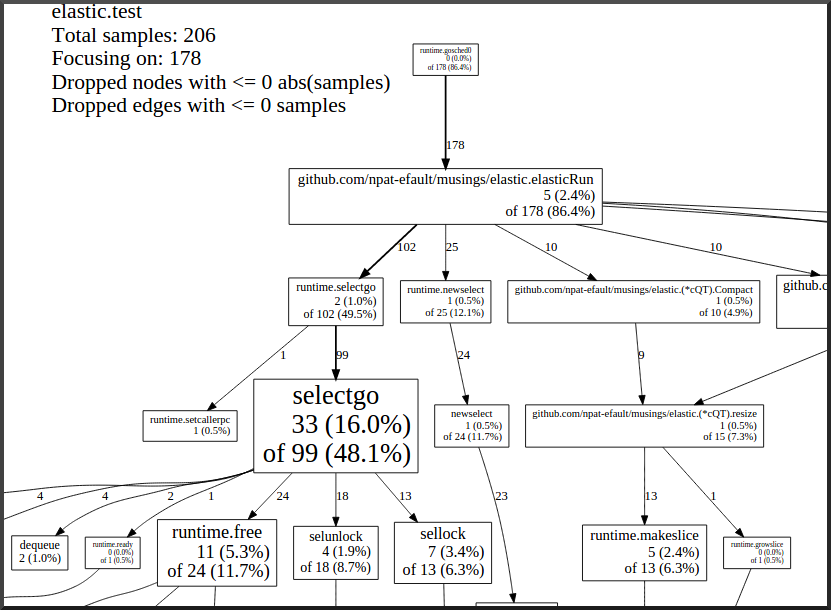 elastic.test
Total samples: 206
Focusing on: 178
Dropped nodes with <= 0 abs(samples)
Dropped edges with <= 0 samples
runtime.gosched0
0 (0.0%)
of 178 (86.4%)
178
github.com/npat-efault/musings/elastic.elasticRun
5 (2.4%)
of 178 (86.4%)
102
25
10
10
runtime.selectgo
2 (1.0%)
of 102 (49.5%)
runtime.newselect
1 (0.5%)
of 25 (12.1%)
github.com/npat-efault/musings/elastic.(*cQT).Compact
1 (0.5%)
of 10 (4.9%)
github.c
1
99
24
9
runtime.setcallerpc
1 (0.5%)
selectgo
33 (16.0%)
of 99 (48.1%)
newselect
1 (0.5%)
of 24 (11.7%)
github.com/npat-efault/musings/elastic.(*cQT).resize
1 (0.5%)
of 15 (7.3%)
4
4
2
1
24
18
13
23
13
1
dequeue
2 (1.0%)
runtime.ready
0 (0.0%)
of 1 (0.5%)
runtime.free
11 (5.3%)
of 24 (11.7%)
selunlock
4 (1.9%)
of 18 (8.7%)
sellock
7 (3.4%)
of 13 (6.3%)
runtime.makeslice
5 (2.4%)
of 13 (6.3%)
runtime.growslice
0 (0.0%)
of 1 (0.5%)